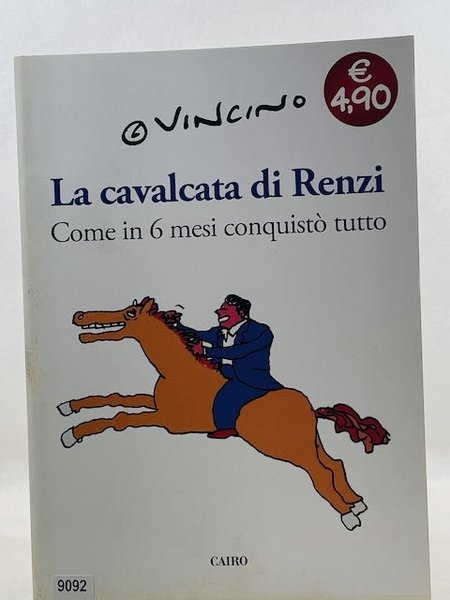 VINCINO
€
4,90
La cavalcata di Renzi
Come in 6 mesi conquistò tutto
CAIRO
9092